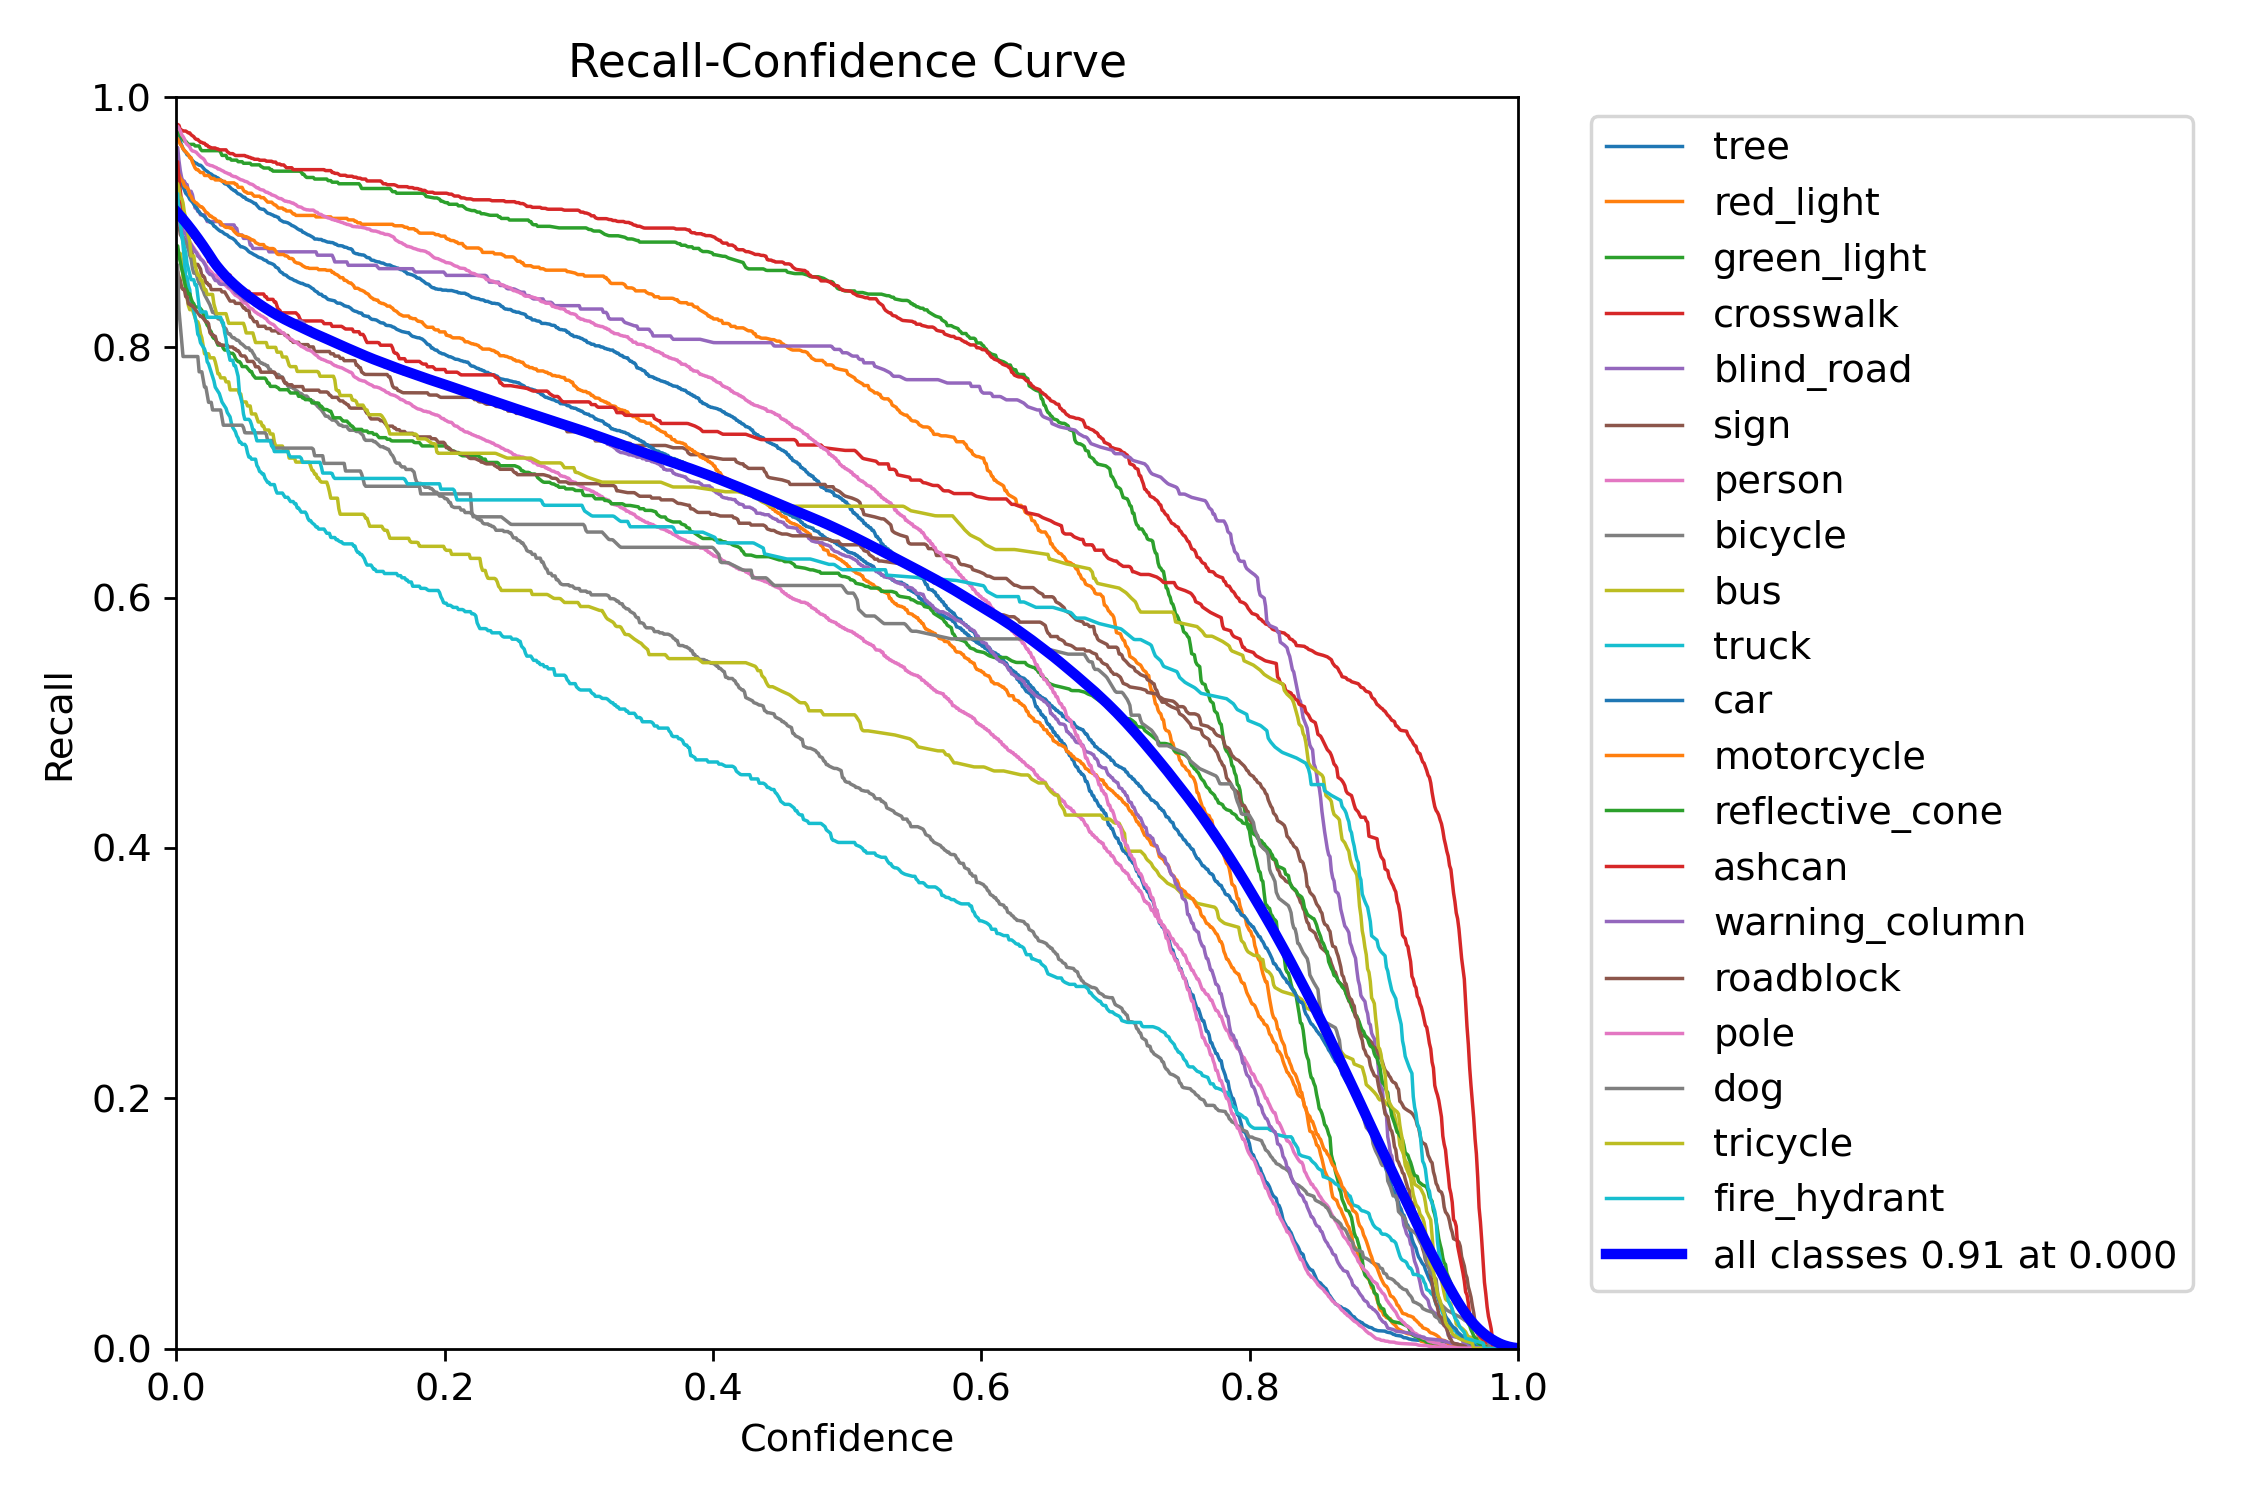 Recall-Confidence Curve
1.0
0.8
0.6
0.4
0.2
0.0
Recall
0.0 0.2 0.4 0.6 0.8 1.0
Confidence
tree
red_light
green_light
crosswalk
blind_road
sign
person
bicycle
bus
truck
car
motorcycle
reflective_cone
ashcan
warning_column
roadblock
pole
dog
tricycle
fire_hydrant
all classes 0.91 at 0.000